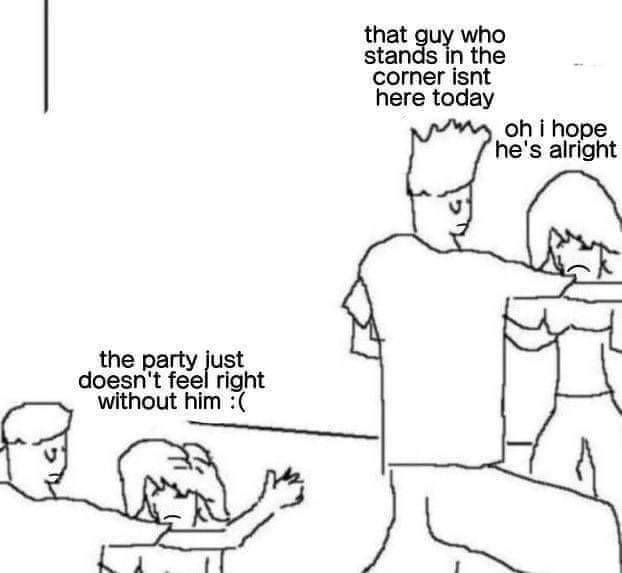 that guy who
stands in the
corner isnt
here today
oh i hope
he's alright
the party just
doesn't feel right
without him :(